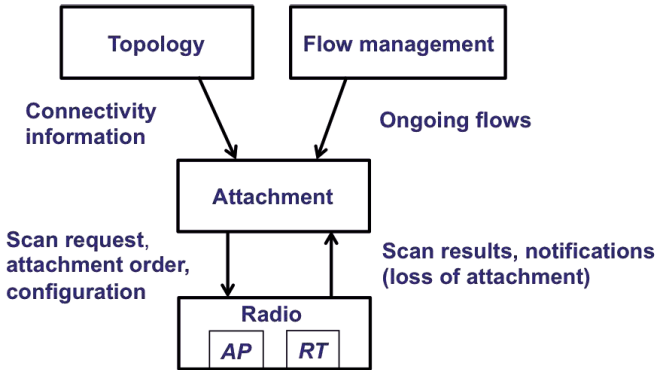 Topology
Flow management
Connectivity
information
Ongoing flows
Attachment
Scan request,
attachment order,
configuration
Scan results, notifications
(loss of attachment)
Radio
AP
RT